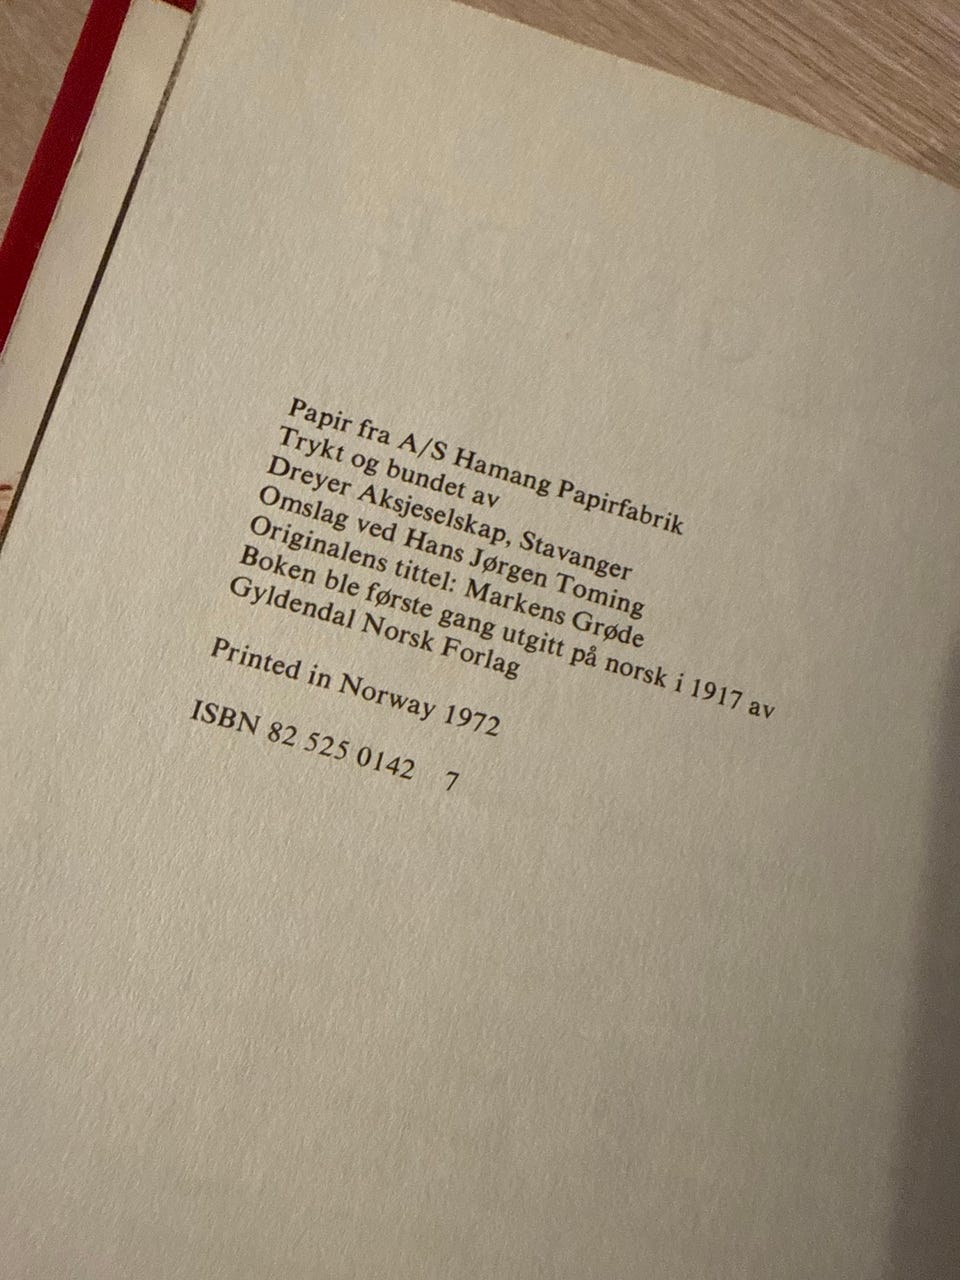 Papir fra A/S Hamang Papirfabrik
Trykt og bundet av
Dreyer Aksjeselskap, Stavanger
Omslag ved Hans Jørgen Toming
Originalens tittel: Markens Grøde
Boken ble første gang utgitt på norsk i 1917 av
Gyldendal Norsk Forlag
Printed in Norway 1972
ISBN 82 525 0142 7